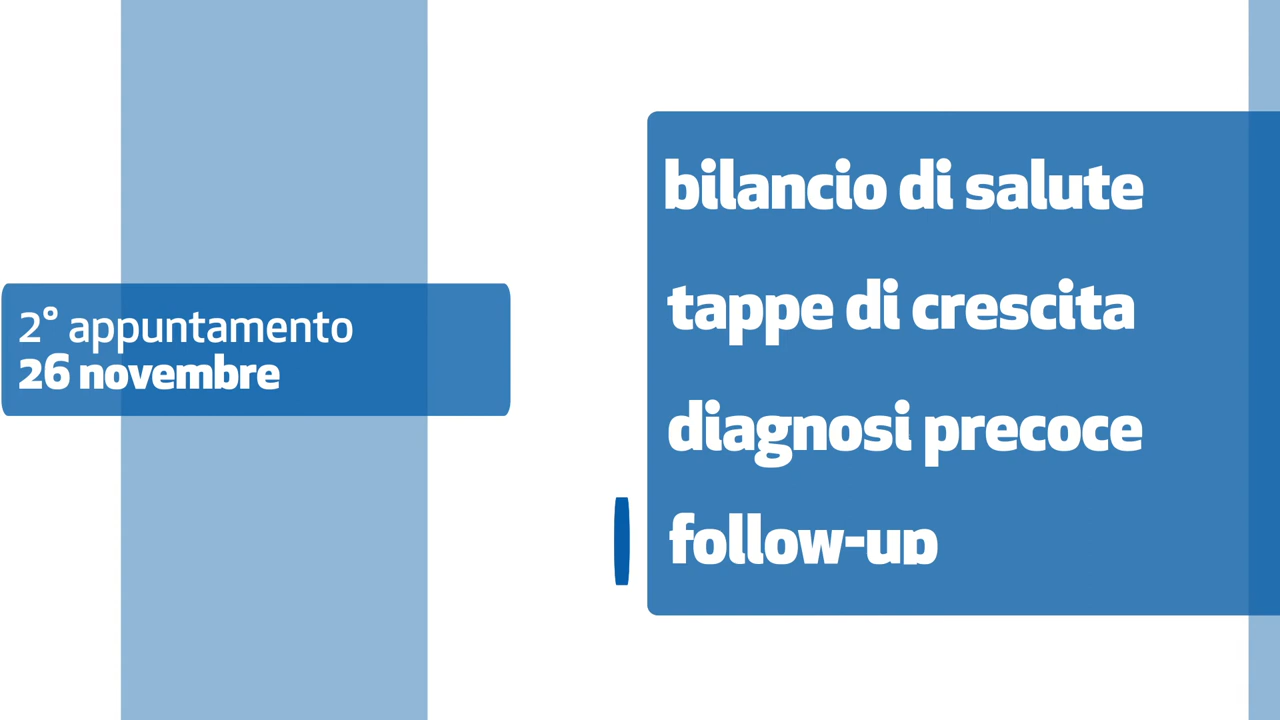 2° appuntamento
26 novembre
bilancio di salute
tappe di crescita
diagnosi precoce
follow-up